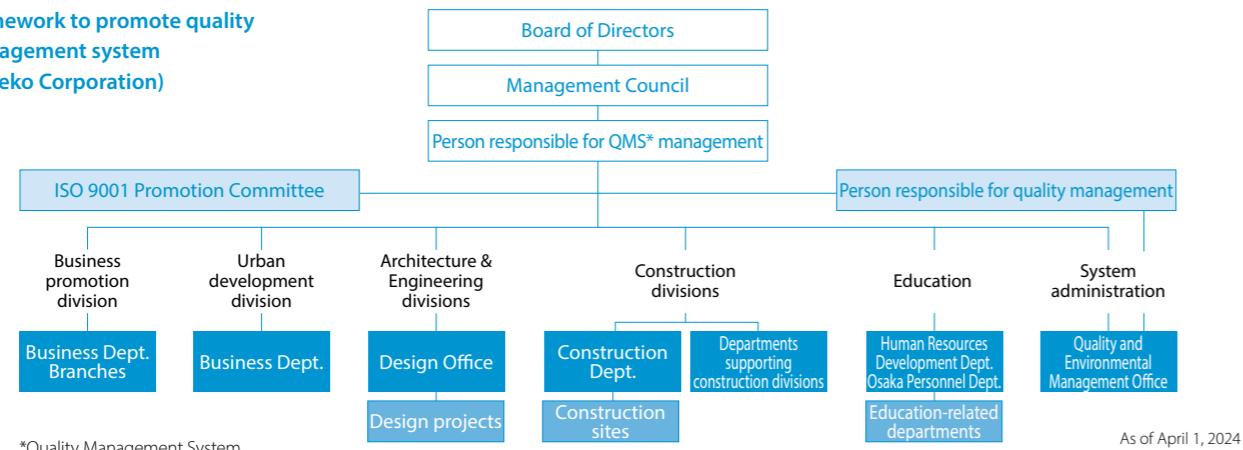 nework to promote quality
agement system
eko Corporation)
Board of Directors
Management Council
Person responsible for QMS* management
ISO 9001 Promotion Committee
Person responsible for quality management
Business
promotion
division
Urban
development
division
Architecture &
Engineering
divisions
Construction
divisions
Education
System
administration
Business Dept.
Branches
Business Dept.
Design Office
Construction
Dept.
Departments
supporting
construction divisions
Human Resources
Development Dept.
Osaka Personnel Dept.
Quality and
Environmental
Management Office
Design projects
Construction
sites
Education-related
departments
*Quality Management System
As of April 1, 2024